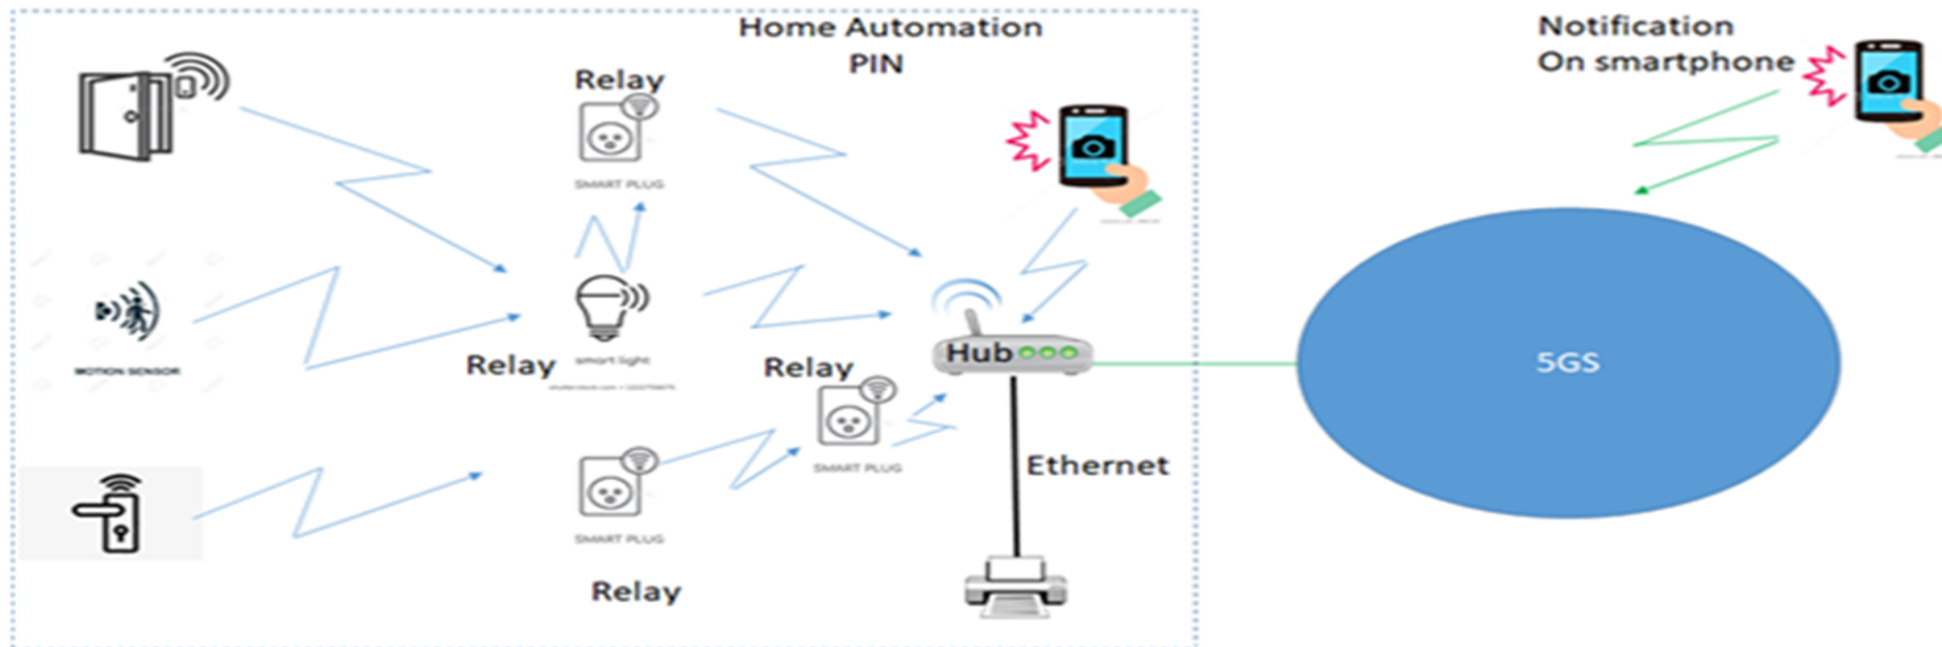 Home Automation
PIN
Notification
On smartphone
Relay
SMART PLUG
MOTION SENSOR
Relay
smart light
Relay
Hub
5GS
SMART PLUG
Ethernet
SMART PLUG
Relay